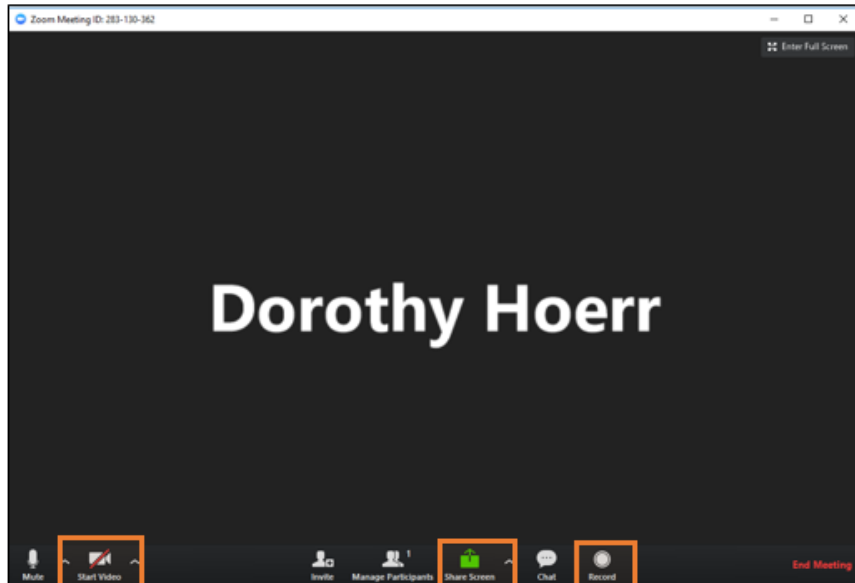 Zoom Meeting ID: 283-130-362
Enter Full Screen
Dorothy Hoerr
1
Mute Start Video Invite Manage Participants Share Screen Chat Record End Meeting